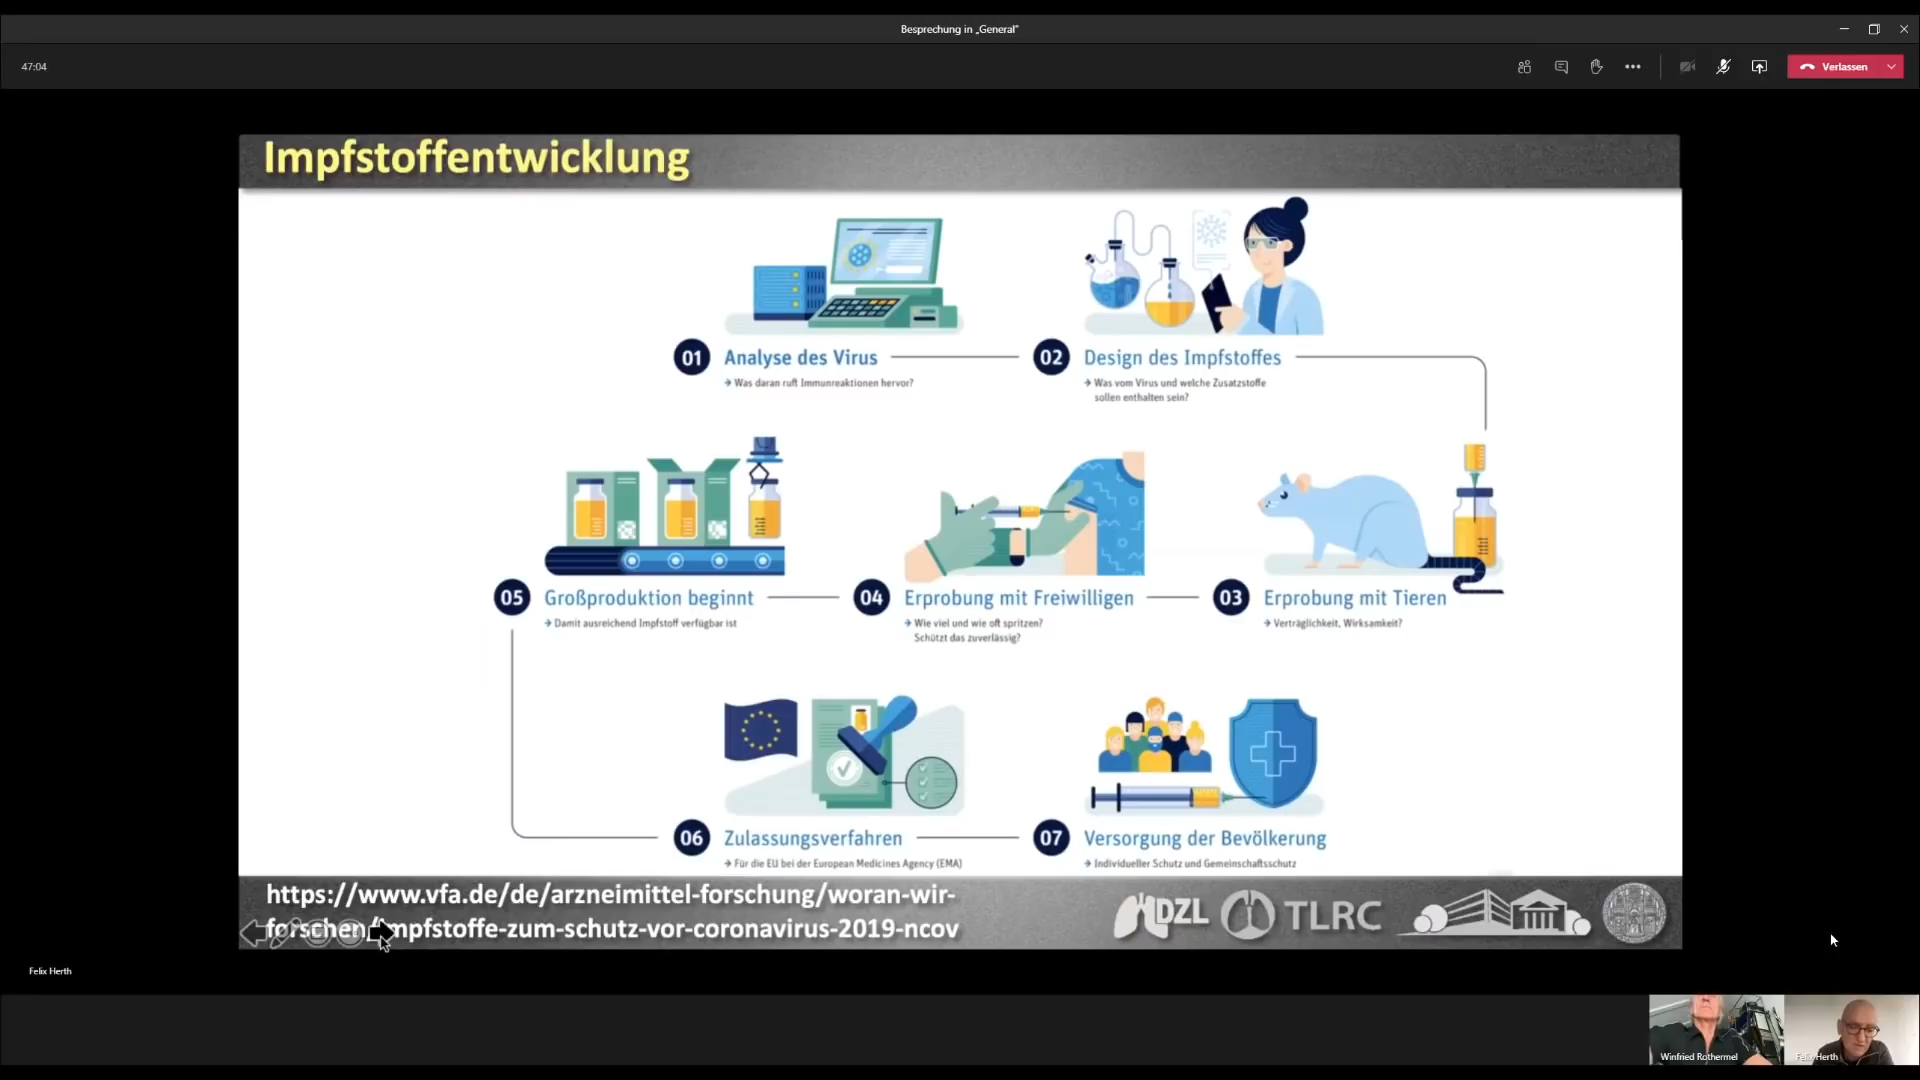 Besprechung in „General“
47:04
Verlassen
Impfstoffentwicklung
01 Analyse des Virus
→ Was daran ruft Immunreaktionen hervor?
02 Design des Impfstoffes
→ Was vom Virus und welche Zusatzstoffe
sollen enthalten sein?
05 Großproduktion beginnt
→ Damit ausreichend Impfstoff verfügbar ist
04 Erprobung mit Freiwilligen
→ Wie viel und wie oft spritzen?
Schützt das zuverlässig?
03 Erprobung mit Tieren
→ Verträglichkeit, Wirksamkeit?
06 Zulassungsverfahren
→ Für die EU bei der European Medicines Agency (EMA)
07 Versorgung der Bevölkerung
→ Individueller Schutz und Gemeinschaftsschutz
https://www.vfa.de/de/arzneimittel-forschung/woran-wir-
forschen/impfstoffe-zum-schutz-vor-coronavirus-2019-ncov
DZL
TLRC
Felix Herth
Winfried Rothermel
Felix Herth